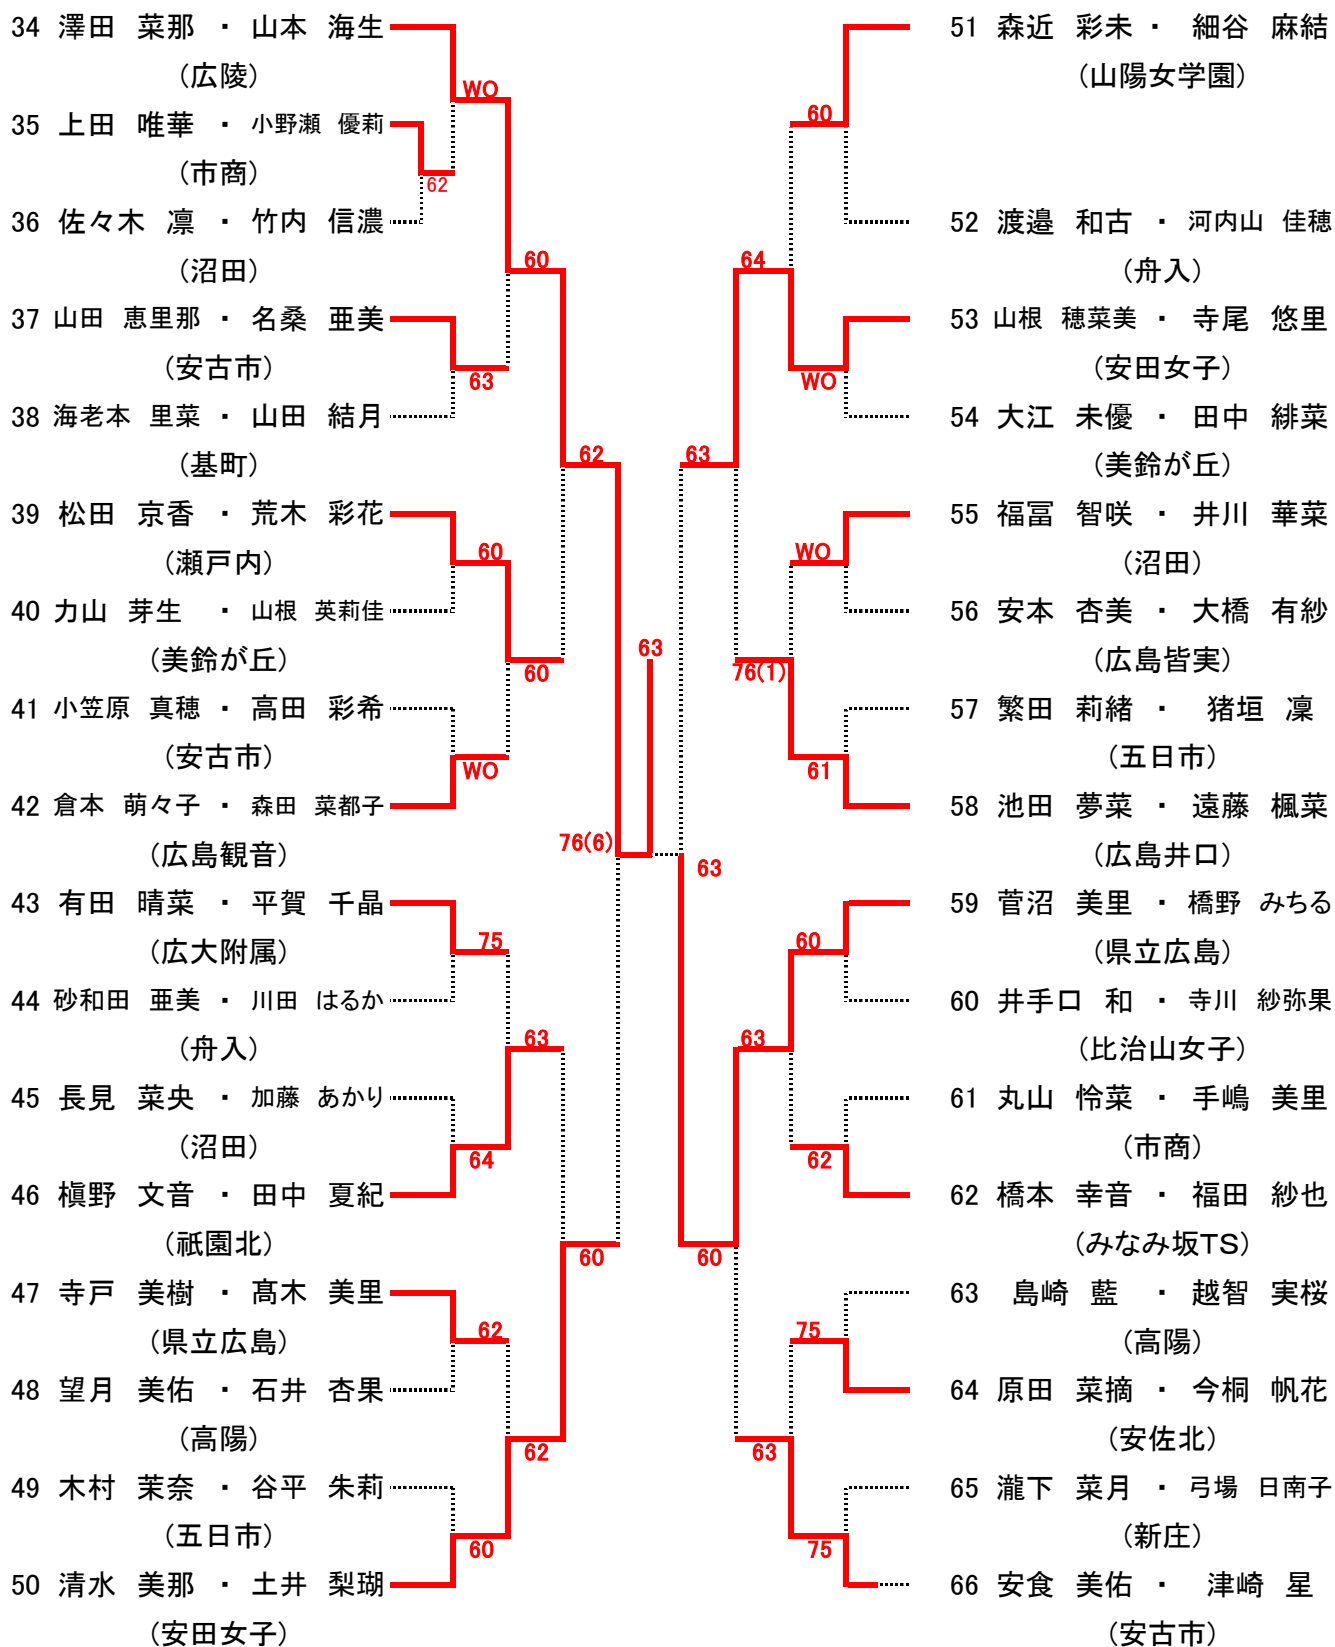 34 澤田 菜那 ・ 山本 海生
(広陵)
WO
35 上田 唯華 ・ 小野瀬 優莉
(市商)
62
36 佐々木 凛 ・ 竹内 信濃
(沼田)
60
37 山田 恵里那 ・ 名桑 亜美
(安古市)
63
38 海老本 里菜 ・ 山田 結月
(基町)
62
39 松田 京香 ・ 荒木 彩花
(瀬戸内)
60
40 力山 芽生 ・ 山根 英莉佳
(美鈴が丘)
60
41 小笠原 真穂 ・ 高田 彩希
(安古市)
WO
42 倉本 萌々子 ・ 森田 菜都子
(広島観音)
76(6)
43 有田 晴菜 ・ 平賀 千晶
(広大附属)
75
44 砂和田 亜美 ・ 川田 はるか
(舟入)
63
45 長見 菜央 ・ 加藤 あかり
(沼田)
64
46 槇野 文音 ・ 田中 夏紀
(祇園北)
60
47 寺戸 美樹 ・ 髙木 美里
(県立広島)
62
48 望月 美佑 ・ 石井 杏果
(高陽)
62
49 木村 茉奈 ・ 谷平 朱莉
(五日市)
60
50 清水 美那 ・ 土井 梨瑚
(安田女子)
63
51 森近 彩未 ・ 細谷 麻結
(山陽女学園)
60
52 渡邉 和古 ・ 河内山 佳穂
(舟入)
64
53 山根 穂菜美 ・ 寺尾 悠里
(安田女子)
WO
54 大江 未優 ・ 田中 緋菜
(美鈴が丘)
63
55 福冨 智咲 ・ 井川 華菜
(沼田)
WO
56 安本 杏美 ・ 大橋 有紗
(広島皆実)
76(1)
57 繁田 莉緒 ・ 猪垣 凜
(五日市)
61
58 池田 夢菜 ・ 遠藤 楓菜
(広島井口)
63
59 菅沼 美里 ・ 橋野 みちる
(県立広島)
60
60 井手口 和 ・ 寺川 紗弥果
(比治山女子)
63
61 丸山 怜菜 ・ 手嶋 美里
(市商)
62
62 橋本 幸音 ・ 福田 紗也
(みなみ坂TS)
60
63 島崎 藍 ・ 越智 実桜
(高陽)
75
64 原田 菜摘 ・ 今桐 帆花
(安佐北)
63
65 瀧下 菜月 ・ 弓場 日南子
(新庄)
75
66 安食 美佑 ・ 津崎 星
(安古市)